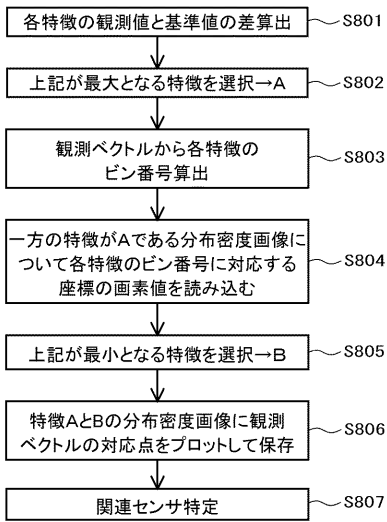 各特徴の観測値と基準値の差算出
S801
上記が最大となる特徴を選択→A
S802
観測ベクトルから各特徴の
ビン番号算出
S803
一方の特徴がAである分布密度画像に
ついて各特徴のビン番号に対応する
座標の画素値を読み込む
S804
上記が最小となる特徴を選択→B
S805
特徴AとBの分布密度画像に観測
ベクトルの対応点をプロットして保存
S806
関連センサ特定
S807